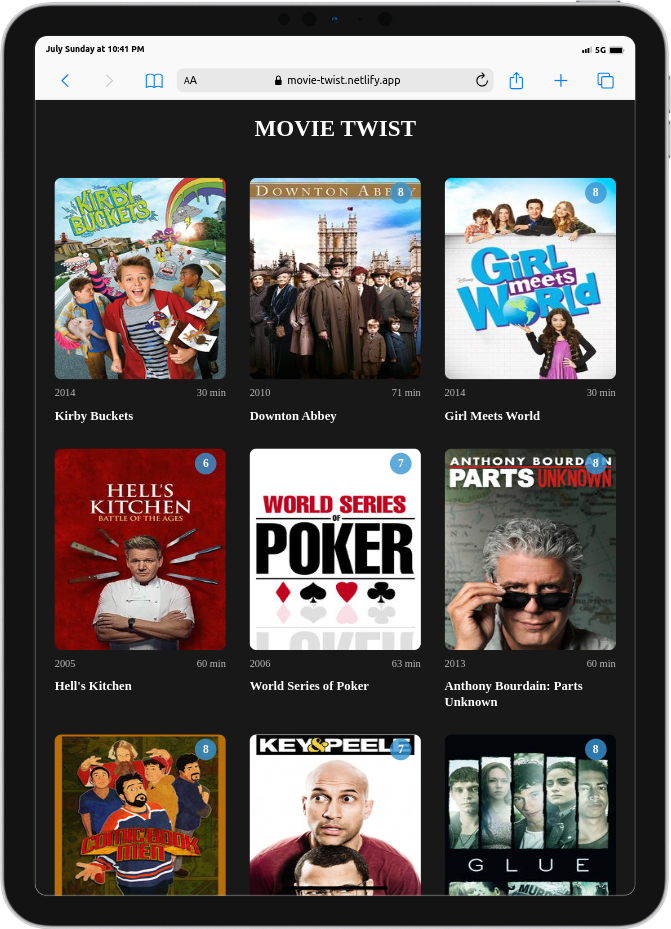 July Sunday at 10:41 PM
5G
AA
movie-twist.netlify.app
MOVIE TWIST
KIRBY
BUCKETS
DOWNTON ABBEY
8
8
Disney
GiRL
meets
WORLD
2014
30 min
2010
71 min
2014
30 min
Kirby Buckets
Downton Abbey
Girl Meets World
6
HELL'S
KITCHEN
BATTLE OF THE AGES
7
WORLD SERIES
OF
POKER
8
ANTHONY BOURDAIN
PARTS UNKNOWN
2005
60 min
2006
63 min
2013
60 min
Hell's Kitchen
World Series of Poker
Anthony Bourdain: Parts
Unknown
8
COMIC BOOK
MEN
KEY&PEELE
7
8
GLUE